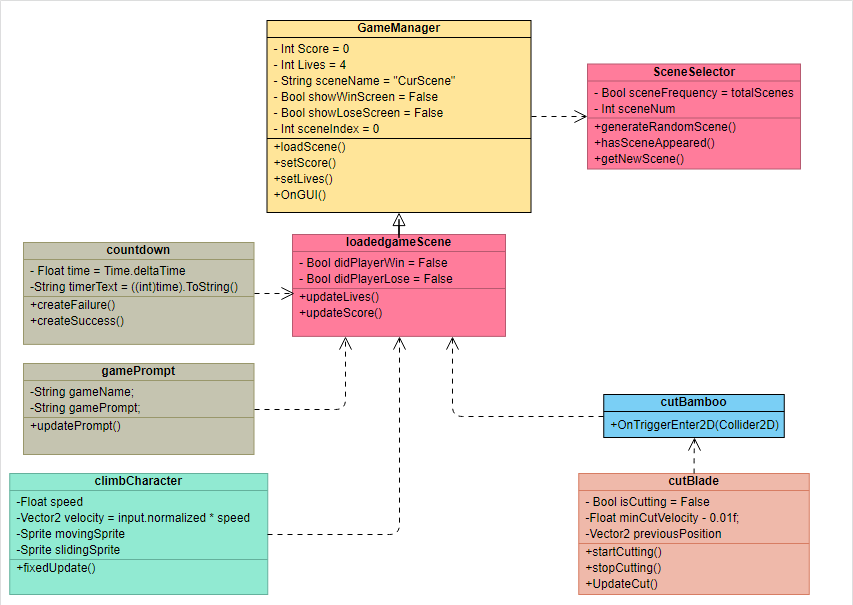 GameManager
- Int Score = 0
- Int Lives = 4
- String sceneName = "CurScene"
- Bool showWinScreen = False
- Bool showLoseScreen = False
- Int sceneIndex = 0
+loadScene()
+setScore()
+setLives()
+OnGUI()
SceneSelector
- Bool sceneFrequency = totalScenes
- Int sceneNum
+generateRandomScene()
+hasSceneAppeared()
+getNewScene()
loadedgameScene
- Bool didPlayerWin = False
- Bool didPlayerLose = False
+updateLives()
+updateScore()
countdown
- Float time = Time.deltaTime
-String timerText = ((int)time).ToString()
+createFailure()
+createSuccess()
gamePrompt
-String gameName;
-String gamePrompt;
+updatePrompt()
cutBamboo
+OnTriggerEnter2D(Collider2D)
climbCharacter
-Float speed
-Vector2 velocity = input.normalized * speed
-Sprite movingSprite
-Sprite slidingSprite
+fixedUpdate()
cutBlade
- Bool isCutting = False
-Float minCutVelocity - 0.01f;
-Vector2 previousPosition
+startCutting()
+stopCutting()
+UpdateCut()